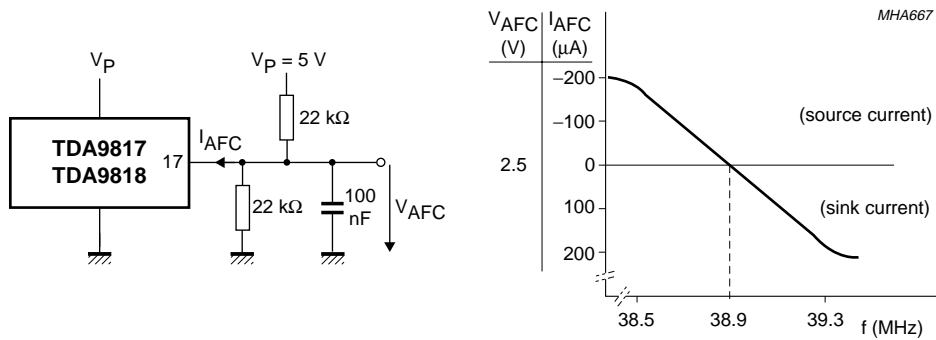 V_P
V_P = 5 V
22 kΩ
I_AFC
TDA9817
TDA9818
17
22 kΩ
100
nF
V_AFC
MHA667
V_AFC
(V)
I_AFC
(μA)
−200
(source current)
−100
2.5
0
100
(sink current)
200
38.5
38.9
39.3
f (MHz)